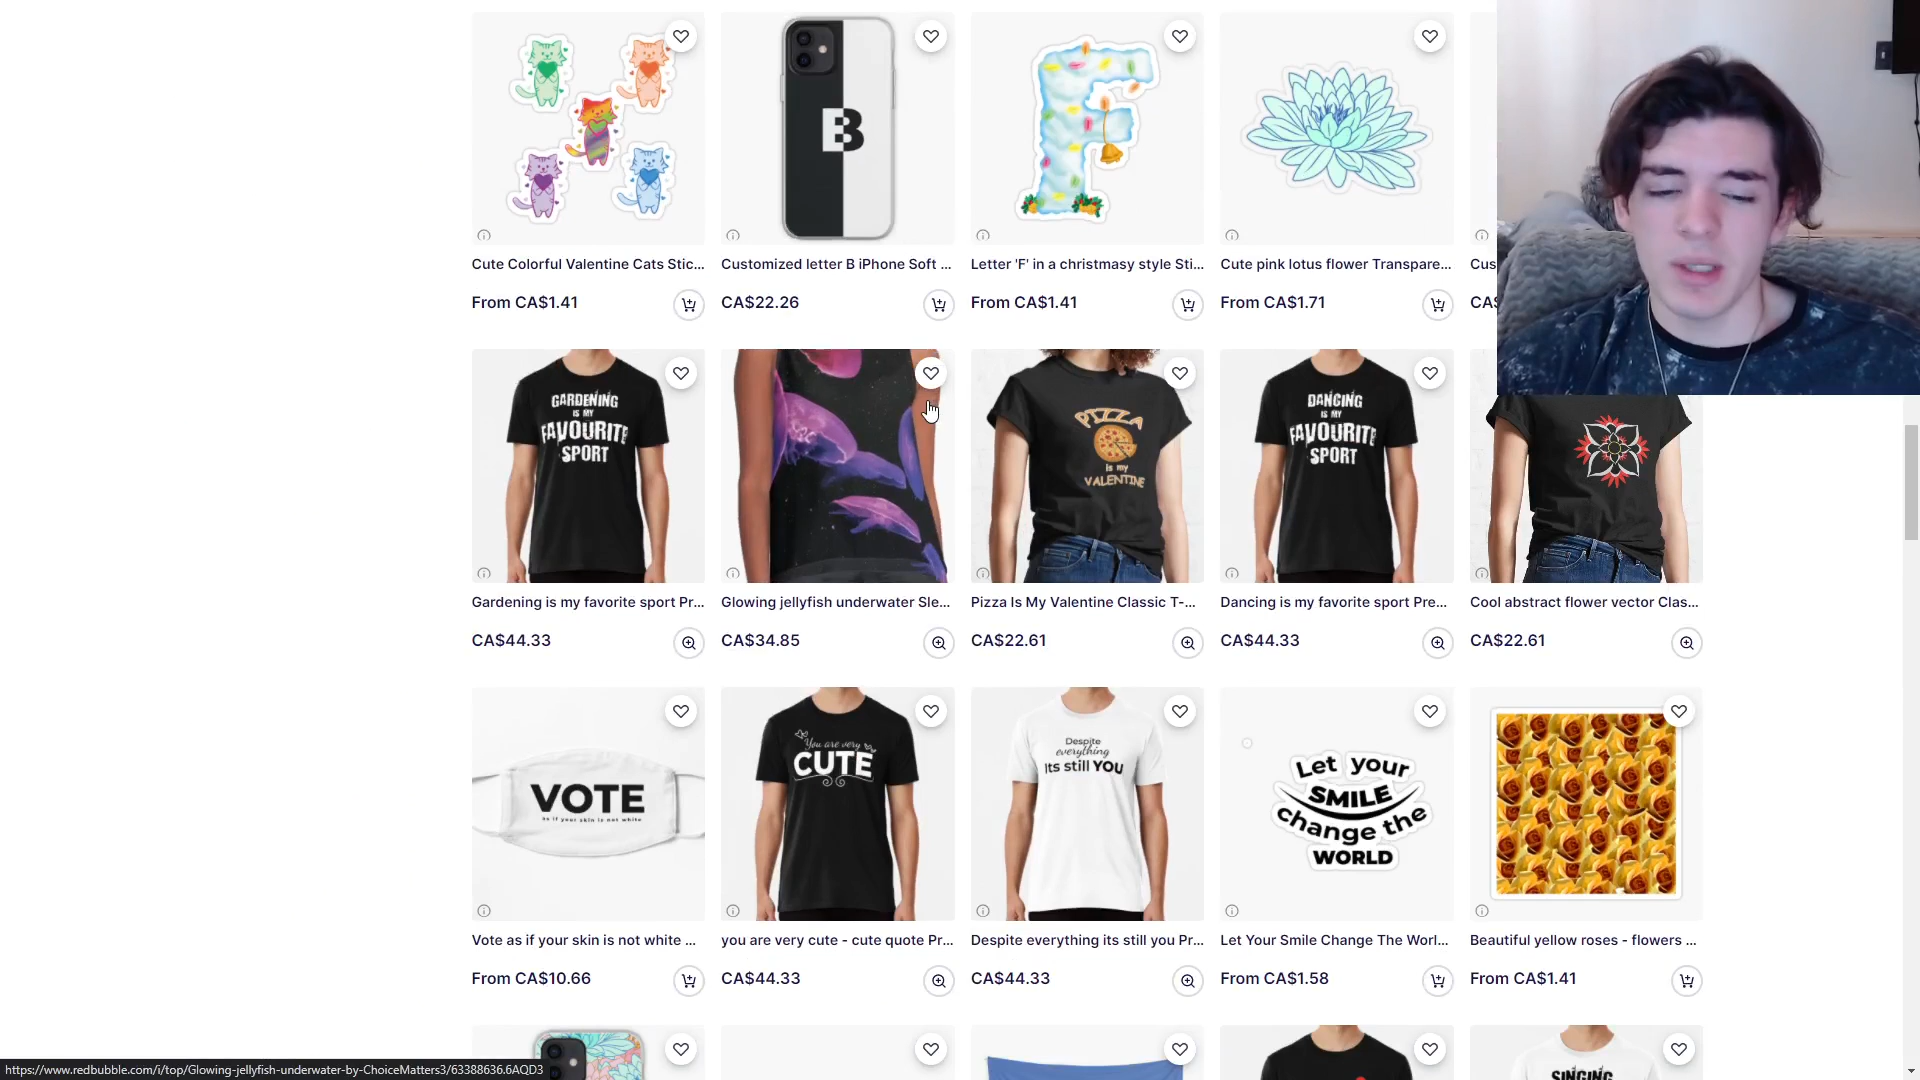 B
F
Cute Colorful Valentine Cats Stic...
Customized letter B iPhone Soft ...
Letter 'F' in a christmasy style Sti...
Cute pink lotus flower Transpare...
Cus
From CA$1.41
CA$22.26
From CA$1.41
From CA$1.71
CA$
GARDENING
IS MY
FAVOURITE
SPORT
PIZZA
is my
VALENTINE
DANCING
IS MY
FAVOURITE
SPORT
Gardening is my favorite sport Pr...
Glowing jellyfish underwater Sle...
Pizza Is My Valentine Classic T-...
Dancing is my favorite sport Pre...
Cool abstract flower vector Clas...
CA$44.33
CA$34.85
CA$22.61
CA$44.33
CA$22.61
VOTE
as if your skin is not white
You are very
CUTE
Despite
everything
Its still YOU
Let your
SMILE
change the
WORLD
Vote as if your skin is not white ...
you are very cute - cute quote Pr...
Despite everything its still you Pr...
Let Your Smile Change The Worl...
Beautiful yellow roses - flowers ...
From CA$10.66
CA$44.33
CA$44.33
From CA$1.58
From CA$1.41
SINGING
https://www.redbubble.com/i/top/Glowing-jellyfish-underwater-by-ChoiceMatters3/63388636.6AQD3